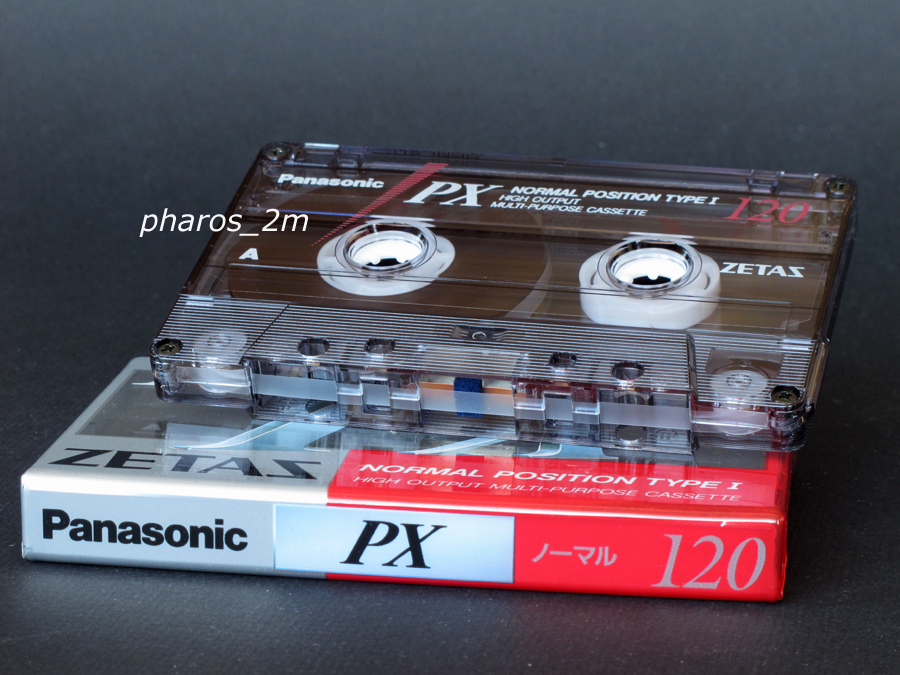 Panasonic
PX
NORMAL POSITION TYPE I
HIGH OUTPUT
MULTI-PURPOSE CASSETTE
120
pharos_2m
A
ZETAS
ZETAS
NORMAL POSITION TYPE I
HIGH OUTPUT MULTI-PURPOSE CASSETTE
Panasonic
PX
ノーマル
120